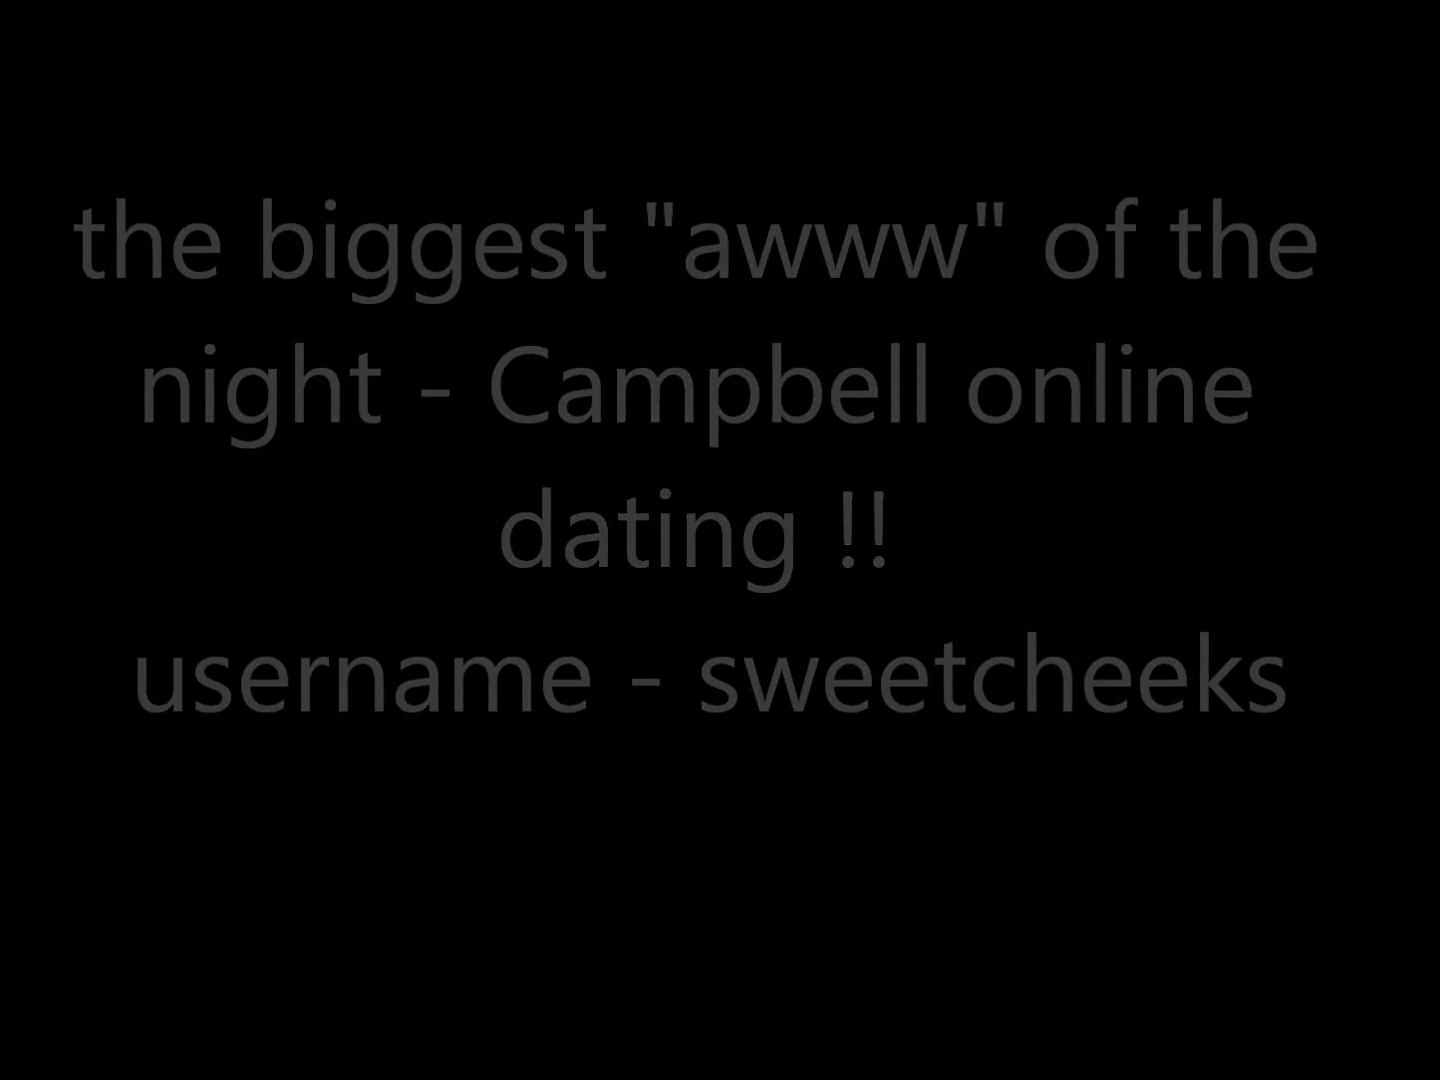 the biggest "awww" of the
night - Campbell online
dating !!
username - sweetcheeks